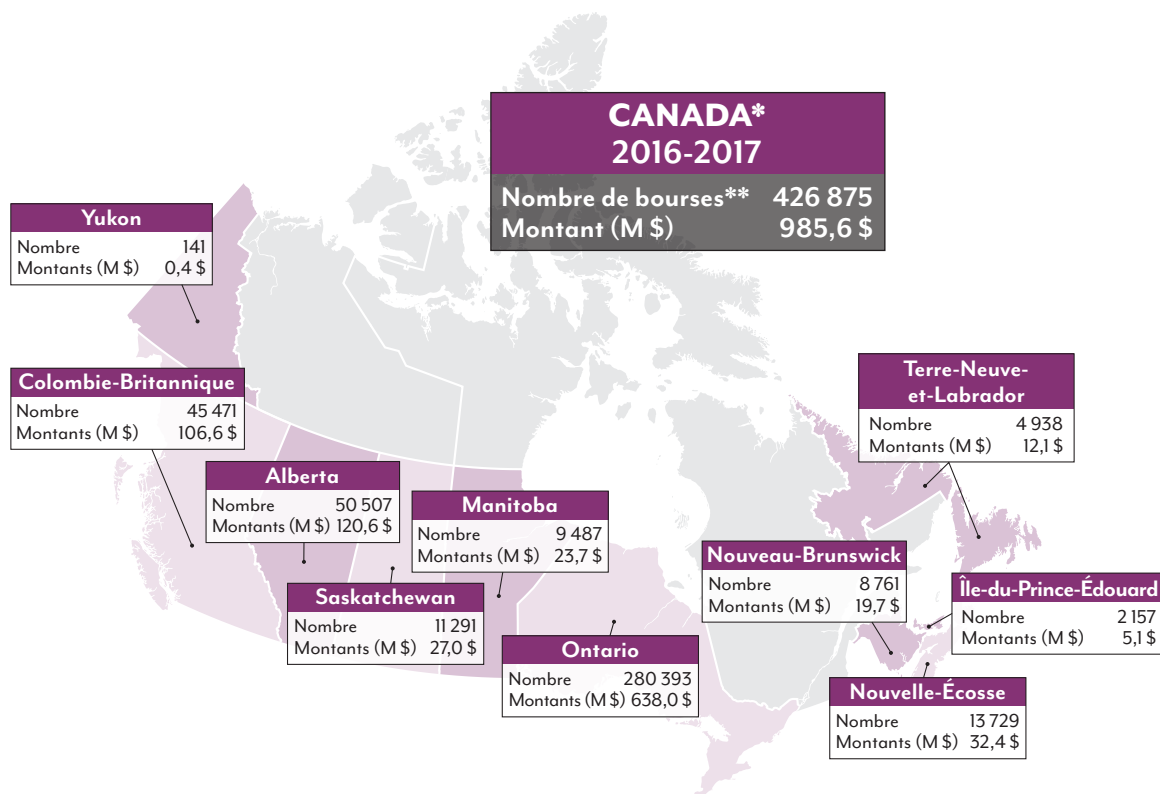 CANADA*
2016-2017
Nombre de bourses** 426 875
Montant (M $) 985,6 $
Yukon
Nombre 141
Montants (M $) 0,4 $
Colombie-Britannique
Nombre 45 471
Montants (M $) 106,6 $
Terre-Neuve-
et-Labrador
Nombre 4 938
Montants (M $) 12,1 $
Alberta
Nombre 50 507
Montants (M $) 120,6 $
Manitoba
Nombre 9 487
Montants (M $) 23,7 $
Nouveau-Brunswick
Nombre 8 761
Montants (M $) 19,7 $
Île-du-Prince-Édouard
Nombre 2 157
Montants (M $) 5,1 $
Saskatchewan
Nombre 11 291
Montants (M $) 27,0 $
Ontario
Nombre 280 393
Montants (M $) 638,0 $
Nouvelle-Écosse
Nombre 13 729
Montants (M $) 32,4 $